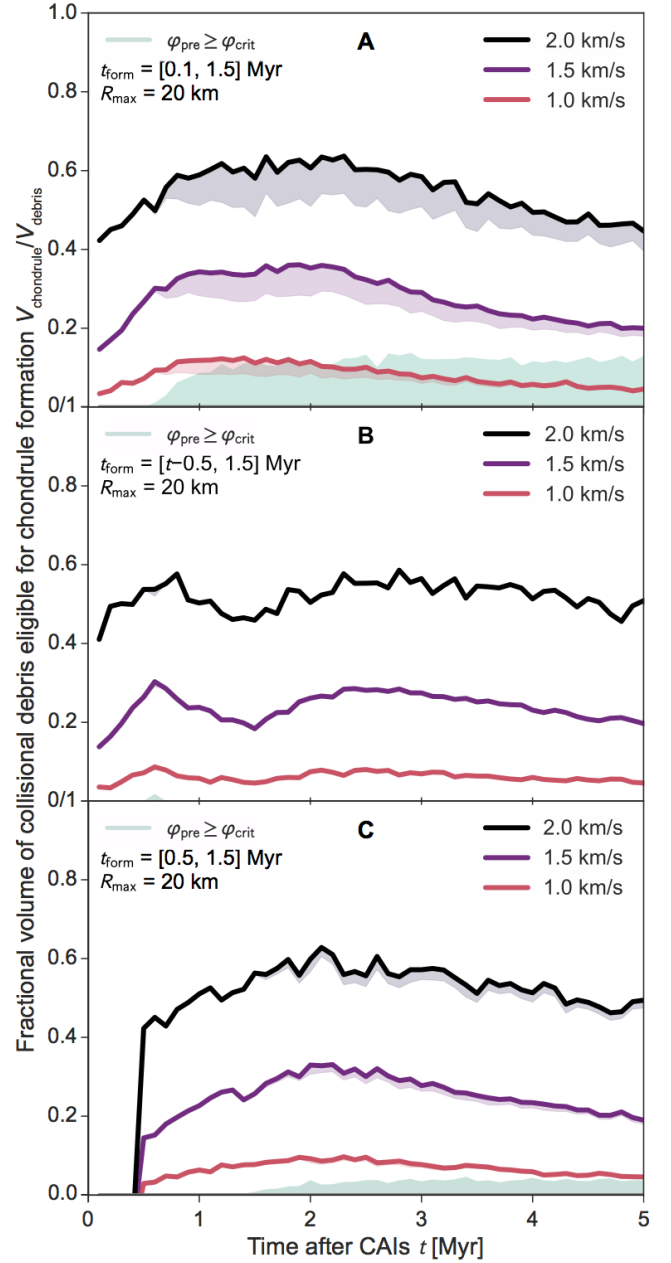 Fractional volume of collisional debris eligible for chondrule formation V_chondrule/V_debris
1.0
0.8
0.6
0.4
0.2
0/1
φpre ≥ φcrit
tform = [0.1, 1.5] Myr
Rmax = 20 km
A
2.0 km/s
1.5 km/s
1.0 km/s
0.8
0.6
0.4
0.2
0/1
φpre ≥ φcrit
tform = [t−0.5, 1.5] Myr
Rmax = 20 km
B
2.0 km/s
1.5 km/s
1.0 km/s
0.8
0.6
0.4
0.2
0.0
φpre ≥ φcrit
tform = [0.5, 1.5] Myr
Rmax = 20 km
C
2.0 km/s
1.5 km/s
1.0 km/s
0 1 2 3 4 5
Time after CAIs t [Myr]